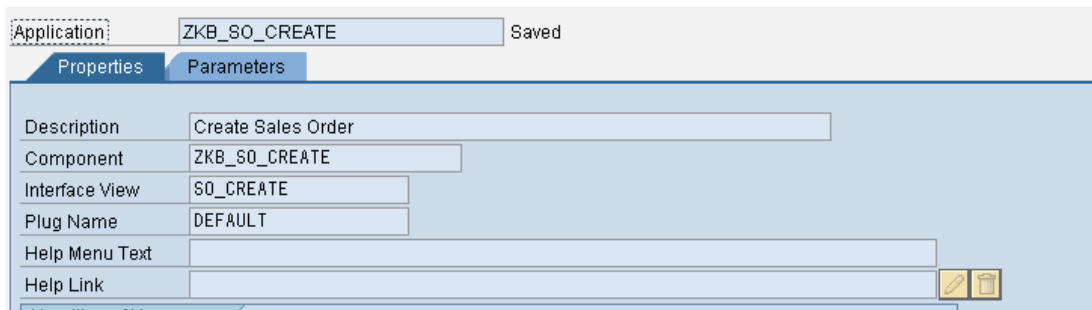 Application ZKB_SO_CREATE Saved
Properties Parameters
Description Create Sales Order
Component ZKB_SO_CREATE
Interface View SO_CREATE
Plug Name DEFAULT
Help Menu Text
Help Link